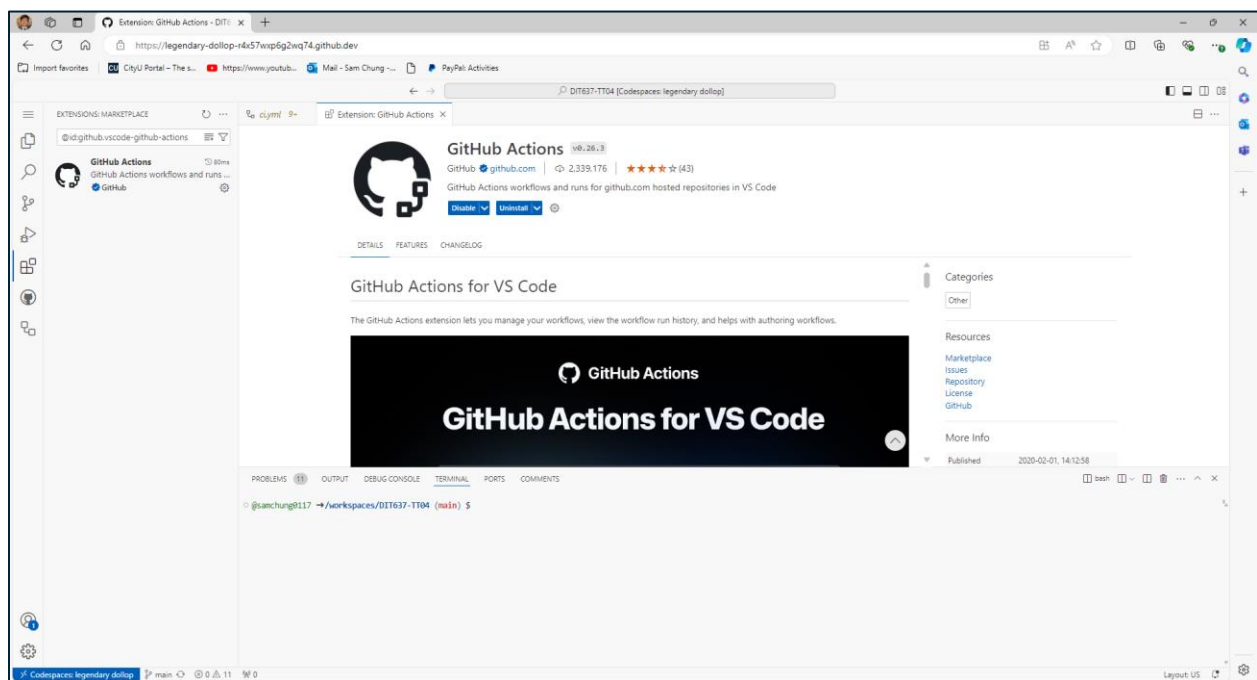 Extension: GitHub Actions - DIT6
https://legendary-dollop-r4x57wxp6g2wq74.github.dev
Import favorites CU CityU Portal – The s... https://www.youtub... Mail - Sam Chung -... PayPal: Activities
DIT637-TT04 [Codespaces: legendary dollop]
EXTENSIONS: MARKETPLACE
ci.yml 9+ Extension: GitHub Actions
@id:github.vscode-github-actions
GitHub Actions 80ms
GitHub Actions workflows and runs ...
GitHub
GitHub Actions v0.26.3
GitHub github.com 2,339,176 (43)
GitHub Actions workflows and runs for github.com hosted repositories in VS Code
Disable Uninstall
DETAILS FEATURES CHANGELOG
GitHub Actions for VS Code
The GitHub Actions extension lets you manage your workflows, view the workflow run history, and helps with authoring workflows.
GitHub Actions
GitHub Actions for VS Code
Categories
Other
Resources
Marketplace
Issues
Repository
License
GitHub
More Info
Published 2020-02-01, 14:12:58
PROBLEMS 11 OUTPUT DEBUG CONSOLE TERMINAL PORTS COMMENTS
bash
@samchung0117 →/workspaces/DIT637-TT04 (main) $
1
Codespaces: legendary dollop main 0 11 0
Layout: US